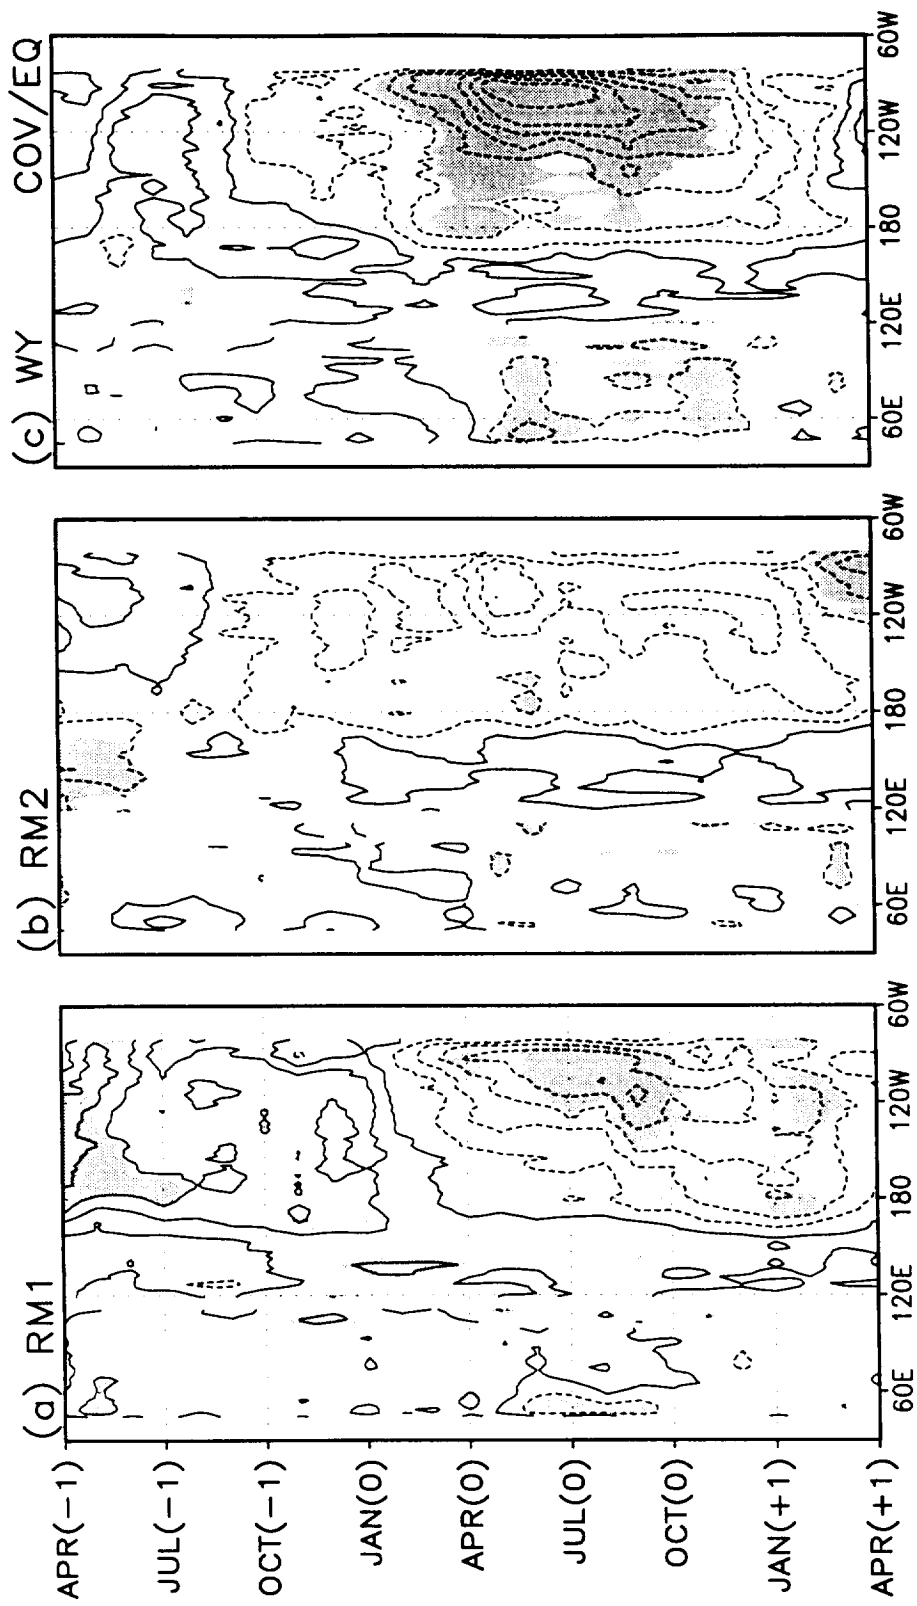 (a) RM1
(b) RM2
(c) WY
COV/EQ
APR(-1)
JUL(-1)
OCT(-1)
JAN(0)
APR(0)
JUL(0)
OCT(0)
JAN(+1)
APR(+1)
60E
120E
180
120W
60W
60E
120E
180
120W
60W
60E
120E
180
120W
60W